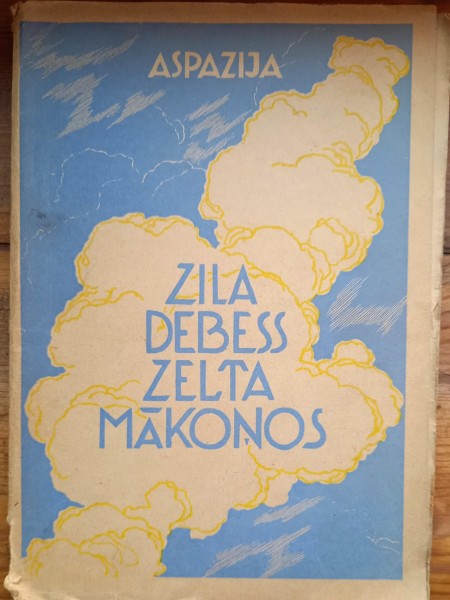 ASPAZIJA
ZILA
DEBESS
ZELTA
MĀKOŅOS